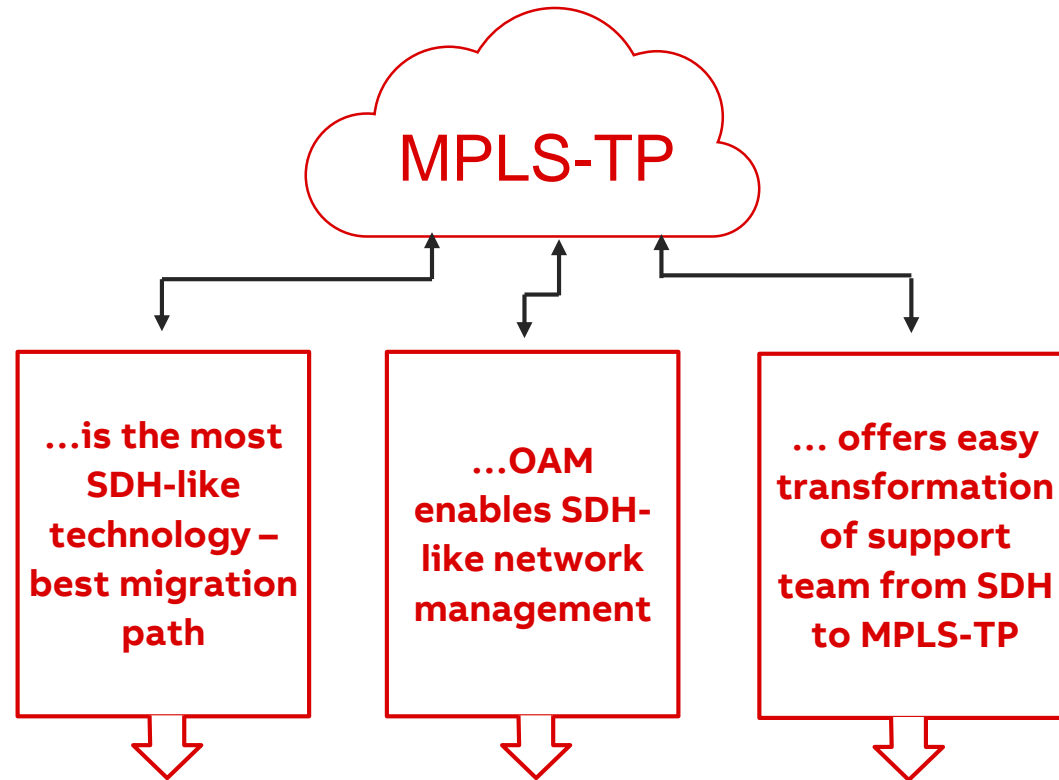 MPLS-TP
...is the most
SDH-like
technology –
best migration
path
...OAM
enables SDH-
like network
management
... offers easy
transformation
of support
team from SDH
to MPLS-TP